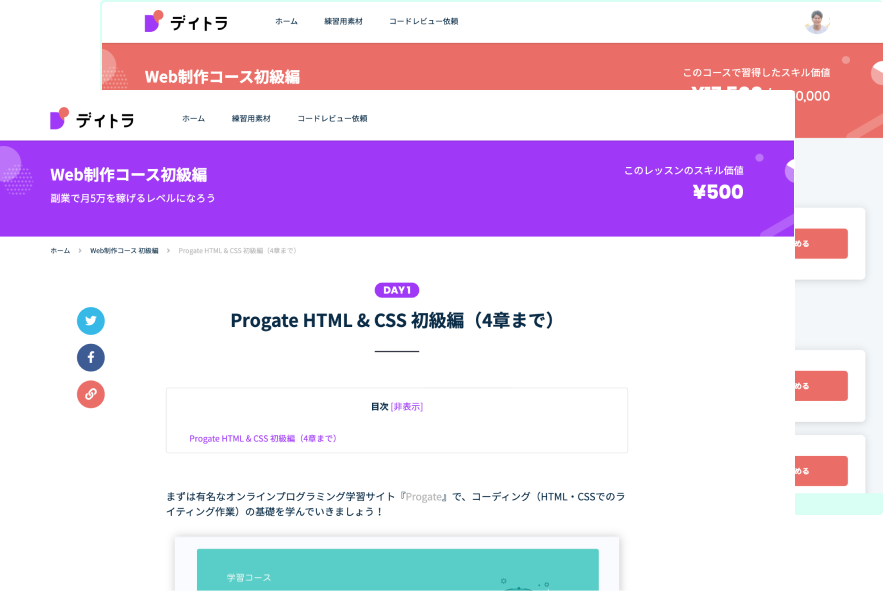 デイトラ
ホーム 練習用素材 コードレビュー依頼
Web制作コース初級編
このコースで習得したスキル価値
0,000
デイトラ
ホーム 練習用素材 コードレビュー依頼
Web制作コース初級編
副業で月5万を稼げるレベルになろう
このレッスンのスキル価値
¥500
ホーム > Web制作コース 初級編 > Progate HTML & CSS 初級編（4章まで）
める
DAY 1
Progate HTML & CSS 初級編（4章まで）
目次 [非表示]
Progate HTML & CSS 初級編（4章まで）
める
める
まずは有名なオンラインプログラミング学習サイト『Progate』で、コーディング（HTML・CSSでのラ
イティング作業）の基礎を学んでいきましょう！
学習コース